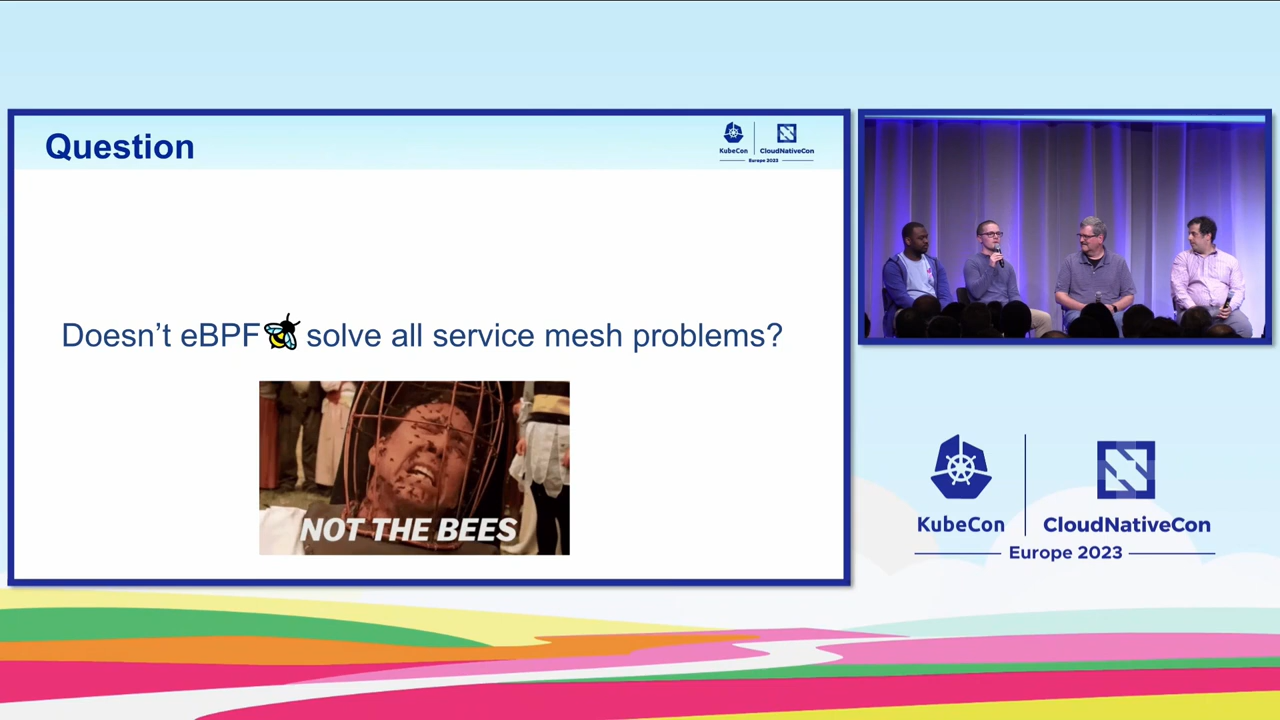 Question
KubeCon
CloudNativeCon
Europe 2023
Doesn't eBPF solve all service mesh problems?
NOT THE BEES
KubeCon
CloudNativeCon
Europe 2023